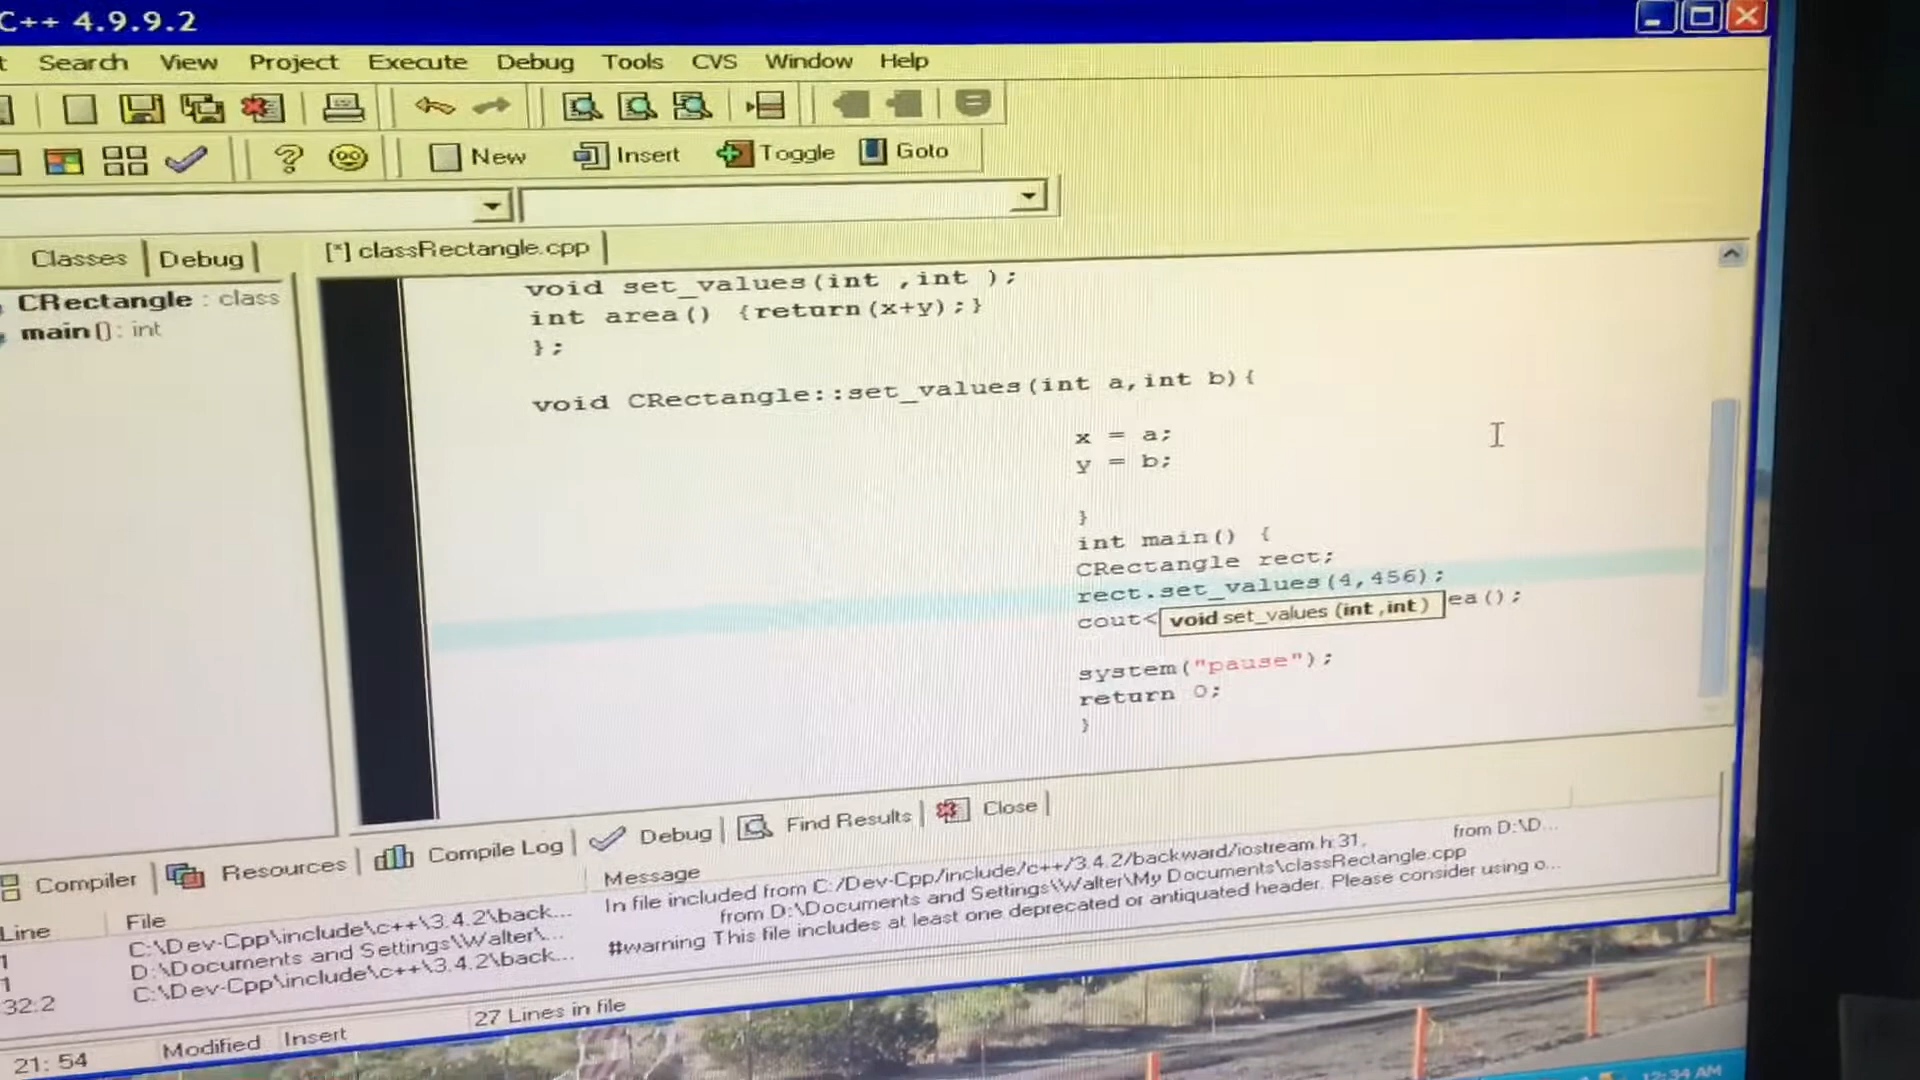 C++ 4.9.9.2
t Search View Project Execute Debug Tools CVS Window Help
New Insert Toggle Goto
Classes Debug
[*] classRectangle.cpp
CRectangle : class
main(): int
void set_values(int ,int );
int area() {return(x+y);}
};
void CRectangle::set_values(int a,int b){
x = a;
y = b;
}
int main() {
CRectangle rect;
rect.set_values(4,456);
cout< void set_values (int ,int ) ea();
system("pause");
return 0;
}
Compiler Resources Compile Log Debug Find Results Close
Line File Message
1 C:\Dev-Cpp\include\c++\3.4.2\back... In file included from C:/Dev-Cpp/include/c++/3.4.2/backward/iostream.h:31, from D:\D...
1 D:\Documents and Settings\Walter\... from D:\Documents and Settings\Walter\My Documents\classRectangle.cpp
32:2 C:\Dev-Cpp\include\c++\3.4.2\back... #warning This file includes at least one deprecated or antiquated header. Please consider using o...
21: 54 Modified Insert 27 Lines in file
12:34 AM